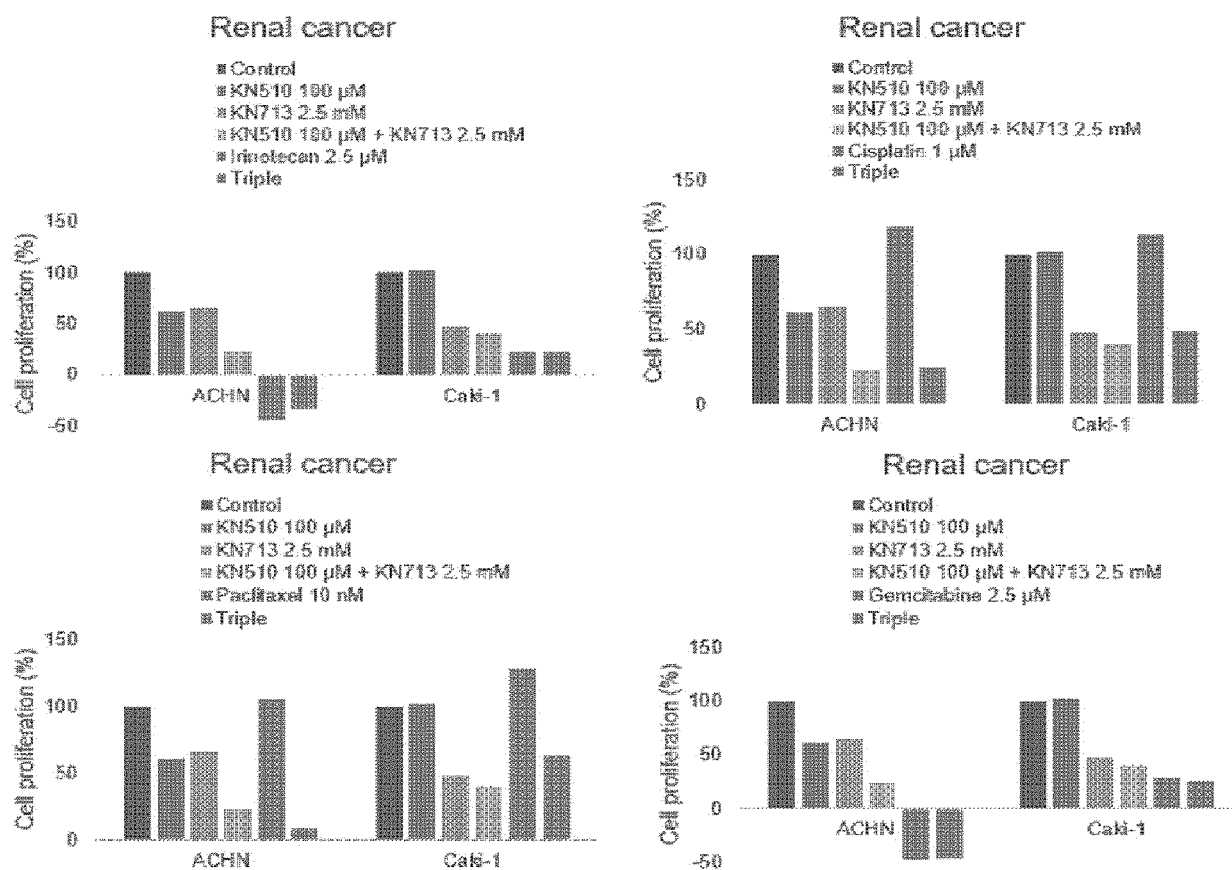 Renal cancer
Control
KN510 100 µM
KN713 2.5 mM
KN510 100 µM + KN713 2.5 mM
Irinotecan 2.5 µM
Triple
Cell proliferation (%)
150
100
50
0
-50
ACHN
Caki-1
Renal cancer
Control
KN510 100 µM
KN713 2.5 mM
KN510 100 µM + KN713 2.5 mM
Cisplatin 1 µM
Triple
Cell proliferation (%)
150
100
50
0
ACHN
Caki-1
Renal cancer
Control
KN510 100 µM
KN713 2.5 mM
KN510 100 µM + KN713 2.5 mM
Paclitaxel 10 nM
Triple
Cell proliferation (%)
150
100
50
0
ACHN
Caki-1
Renal cancer
Control
KN510 100 µM
KN713 2.5 mM
KN510 100 µM + KN713 2.5 mM
Gemcitabine 2.5 µM
Triple
Cell proliferation (%)
150
100
50
0
-50
ACHN
Caki-1